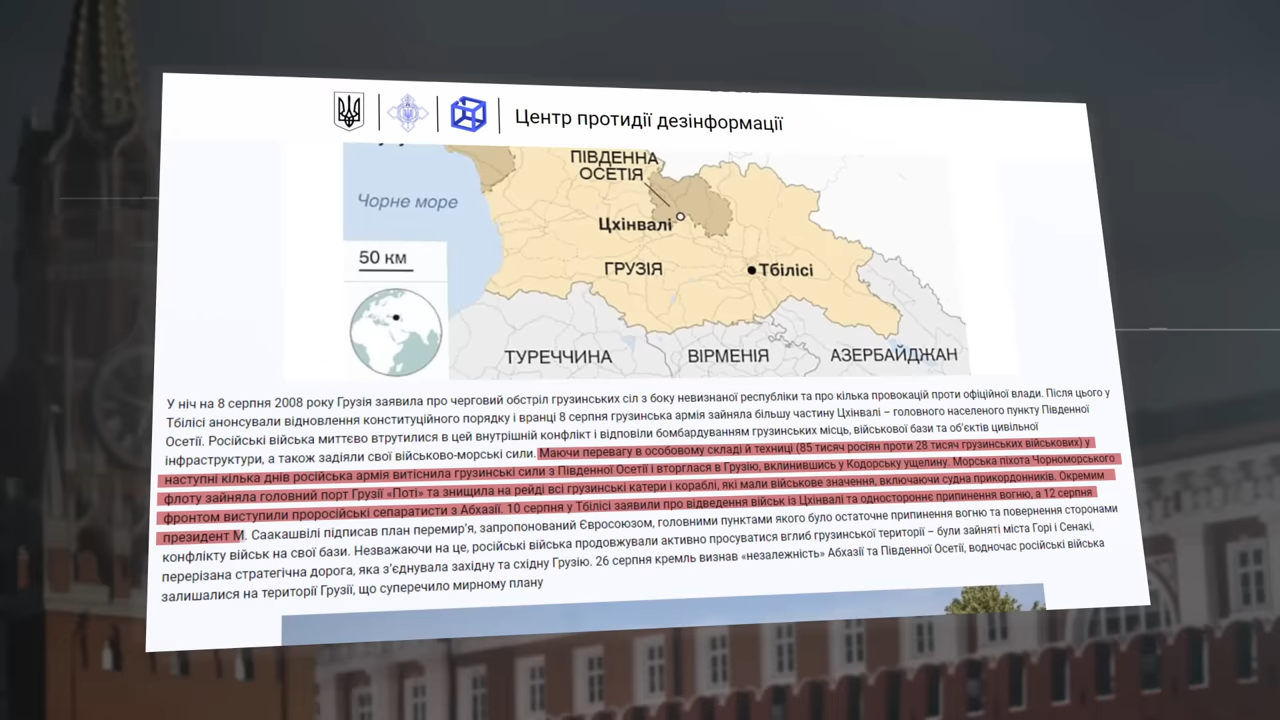 Центр протидії дезінформації
ПІВДЕННА
ОСЕТІЯ
Чорне море
Цхінвалі
50 км
ГРУЗІЯ
Тбілісі
ТУРЕЧЧИНА
ВІРМЕНІЯ
АЗЕРБАЙДЖАН
У ніч на 8 серпня 2008 року Грузія заявила про черговий обстріл грузинських сіл з боку невизнаної республіки та про кілька провокацій проти офіційної влади. Після цього у
Тбілісі анонсували відновлення конституційного порядку і вранці 8 серпня грузинська армія зайняла більшу частину Цхінвалі – головного населеного пункту Південної
Осетії. Російські війська миттєво втрутилися в цей внутрішній конфлікт і відповіли бомбардуванням грузинських місць, військової бази та об'єктів цивільної
інфраструктури, а також задіяли свої військово-морські сили. Маючи перевагу в особовому складі й техниці (85 тисяч росіян проти 28 тисяч грузинських військових) у
наступні кілька днів російська армія витіснила грузинські сили з Південної Осетії і вторглася в Грузію, вклинившись у Кодорську ущелину. Морська піхота Чорноморського
флоту зайняла головний порт Грузії «Поті» та знищила на рейді всі грузинські катери і кораблі, які мали військове значення, включаючи судна прикордонників. Окремим
фронтом виступили проросійські сепаратисти з Абхазії. 10 серпня у Тбілісі заявили про відведення військ із Цхінвалі та одностороннє припинення вогню, а 12 серпня
президент М. Саакашвілі підписав план перемир'я, запропонований Євросоюзом, головними пунктами якого було остаточне припинення вогню та повернення сторонами
конфлікту військ на свої бази. Незважаючи на це, російські війська продовжували активно просуватися вглиб грузинської території – були зайняті міста Горі і Сенакі,
перерізана стратегічна дорога, яка з'єднувала західну та східну Грузію. 26 серпня кремль визнав «незалежність» Абхазії та Південної Осетії, водночас російські війська
залишалися на території Грузії, що суперечило мирному плану